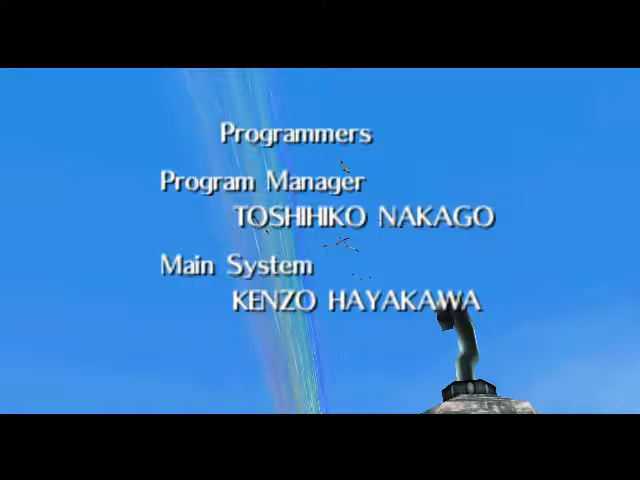 Programmers
Program Manager
TOSHIHIKO NAKAGO
Main System
KENZO HAYAKAWA